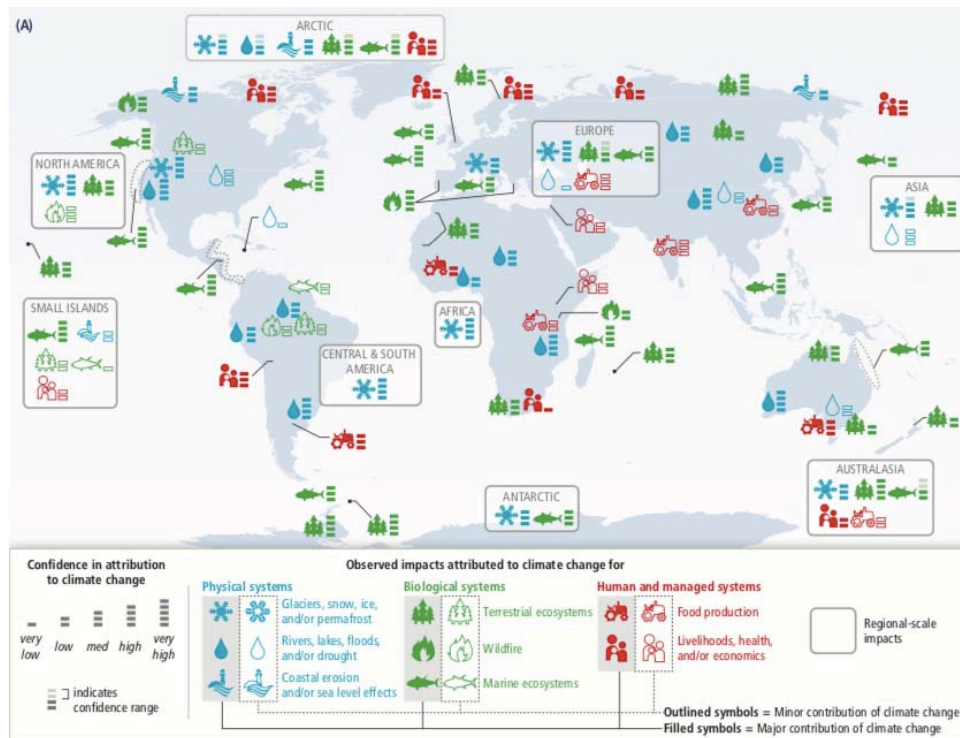 (A)
ARCTIC
NORTH AMERICA
EUROPE
ASIA
SMALL ISLANDS
AFRICA
CENTRAL & SOUTH
AMERICA
ANTARCTIC
AUSTRALASIA
Confidence in attribution
to climate change
very
low
low
med
high
very
high
indicates
confidence range
Observed impacts attributed to climate change for
Physical systems
Glaciers, snow, ice,
and/or permafrost
Rivers, lakes, floods,
and/or drought
Coastal erosion
and/or sea level effects
Biological systems
Terrestrial ecosystems
Wildfire
Marine ecosystems
Human and managed systems
Food production
Livelihoods, health,
and/or economics
Regional-scale
impacts
Outlined symbols = Minor contribution of climate change
Filled symbols = Major contribution of climate change